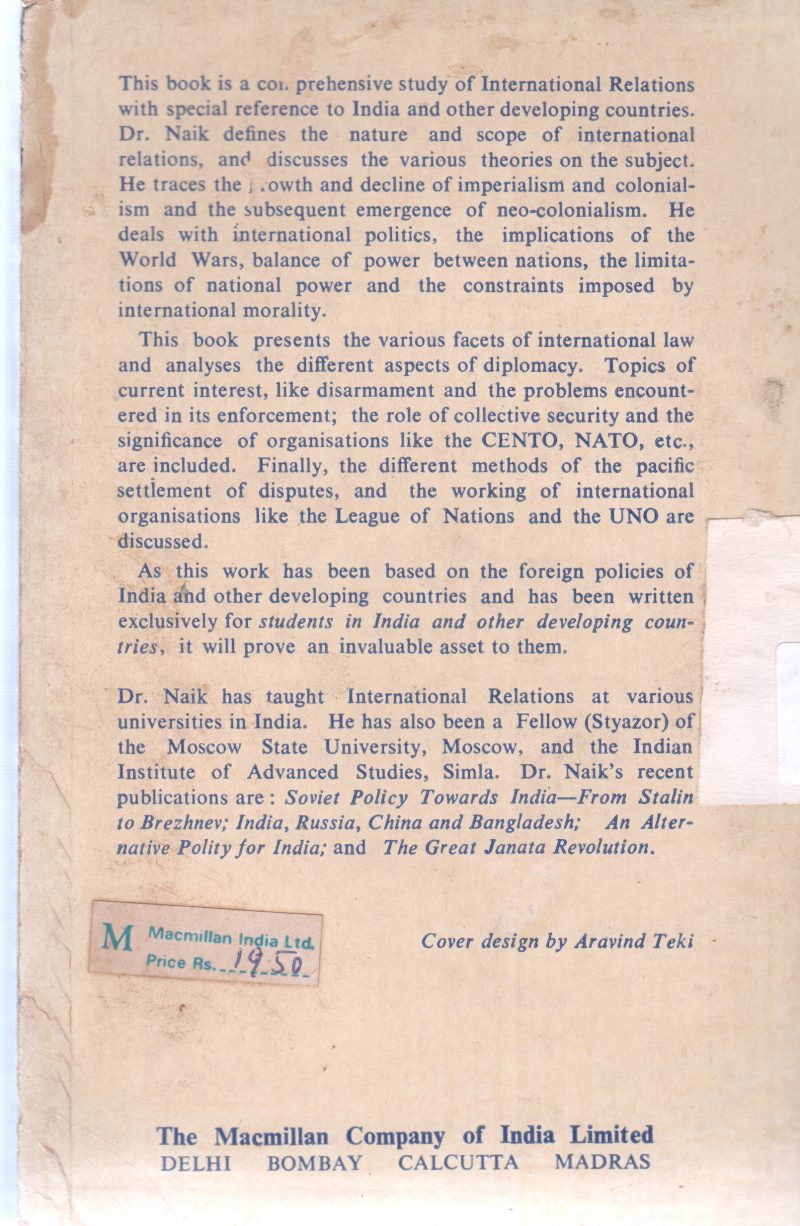 This book is a comprehensive study of International Relations
with special reference to India and other developing countries.
Dr. Naik defines the nature and scope of international
relations, and discusses the various theories on the subject.
He traces the growth and decline of imperialism and colonial-
ism and the subsequent emergence of neo-colonialism. He
deals with international politics, the implications of the
World Wars, balance of power between nations, the limita-
tions of national power and the constraints imposed by
international morality.
This book presents the various facets of international law
and analyses the different aspects of diplomacy. Topics of
current interest, like disarmament and the problems encount-
ered in its enforcement; the role of collective security and the
significance of organisations like the CENTO, NATO, etc.,
are included. Finally, the different methods of the pacific
settlement of disputes, and the working of international
organisations like the League of Nations and the UNO are
discussed.
As this work has been based on the foreign policies of
India and other developing countries and has been written
exclusively for students in India and other developing coun-
tries, it will prove an invaluable asset to them.
Dr. Naik has taught International Relations at various
universities in India. He has also been a Fellow (Styazor) of
the Moscow State University, Moscow, and the Indian
Institute of Advanced Studies, Simla. Dr. Naik's recent
publications are : Soviet Policy Towards India—From Stalin
to Brezhnev; India, Russia, China and Bangladesh; An Alter-
native Polity for India; and The Great Janata Revolution.
M Macmillan India Ltd.
Price Rs. 19.50
Cover design by Aravind Teki
The Macmillan Company of India Limited
DELHI BOMBAY CALCUTTA MADRAS